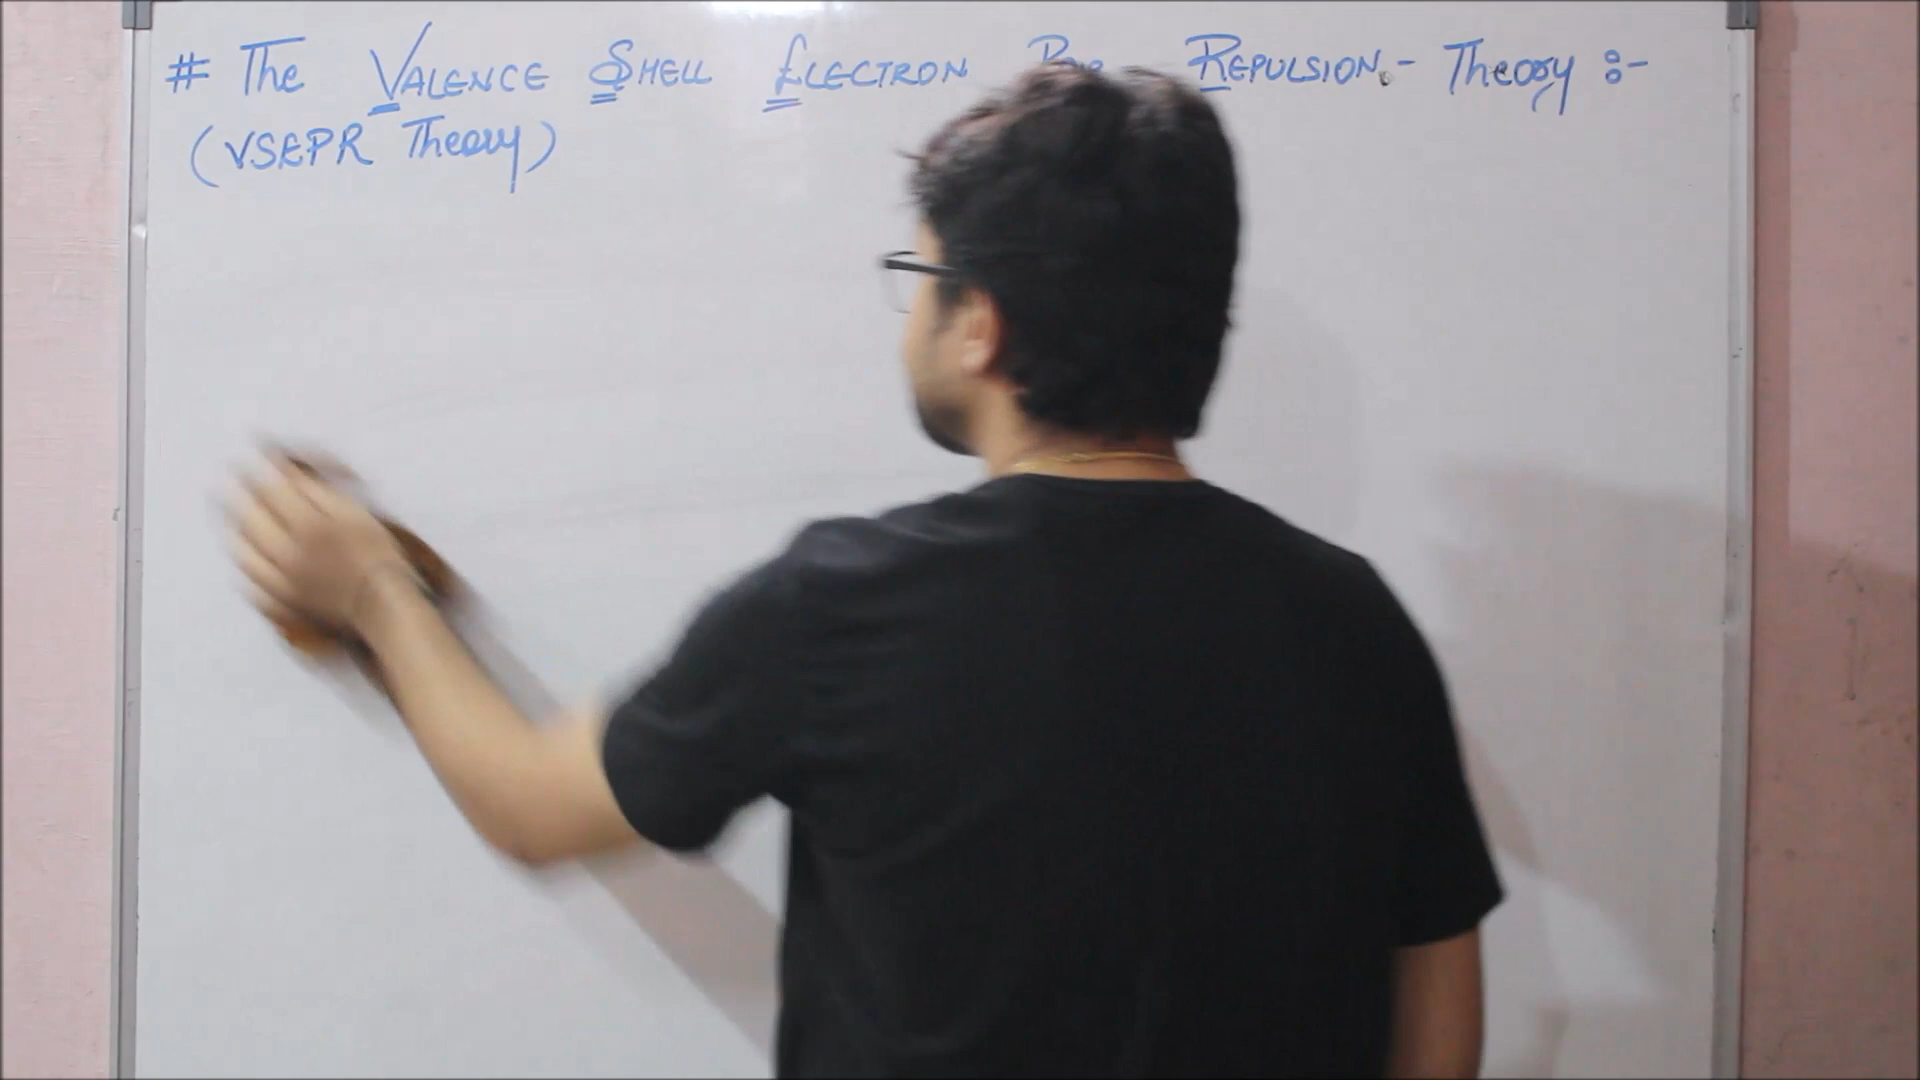 # The VALENCE SHELL ELECTRON REPULSION - Theory :-
(VSEPR Theory)